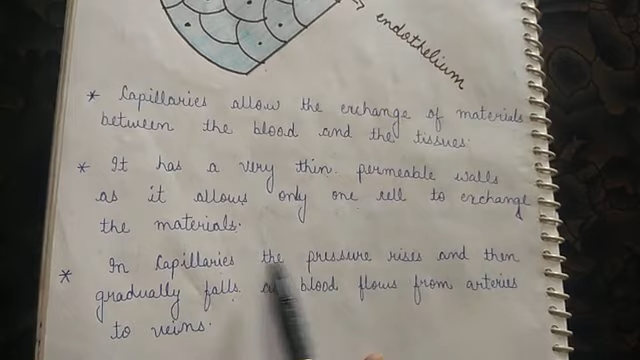 endothelium
* Capillaries allow the exchange of materials
between the blood and the tissues.
* It has a very thin permeable walls
as it allows only one cell to exchange
the materials.
* In Capillaries the pressure rises and then
gradually falls as blood flows from arteries
to veins.